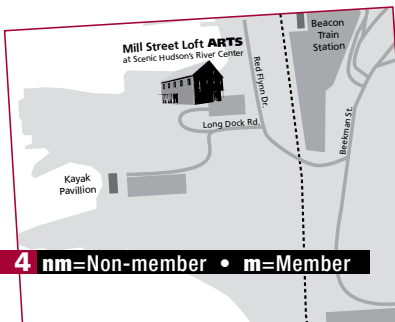 Beacon
Train
Station
Mill Street Loft ARTS
at Scenic Hudson's River Center
Red Flynn Dr.
Long Dock Rd.
Beekman St.
Kayak
Pavillion
4 nm=Non-member • m=Member